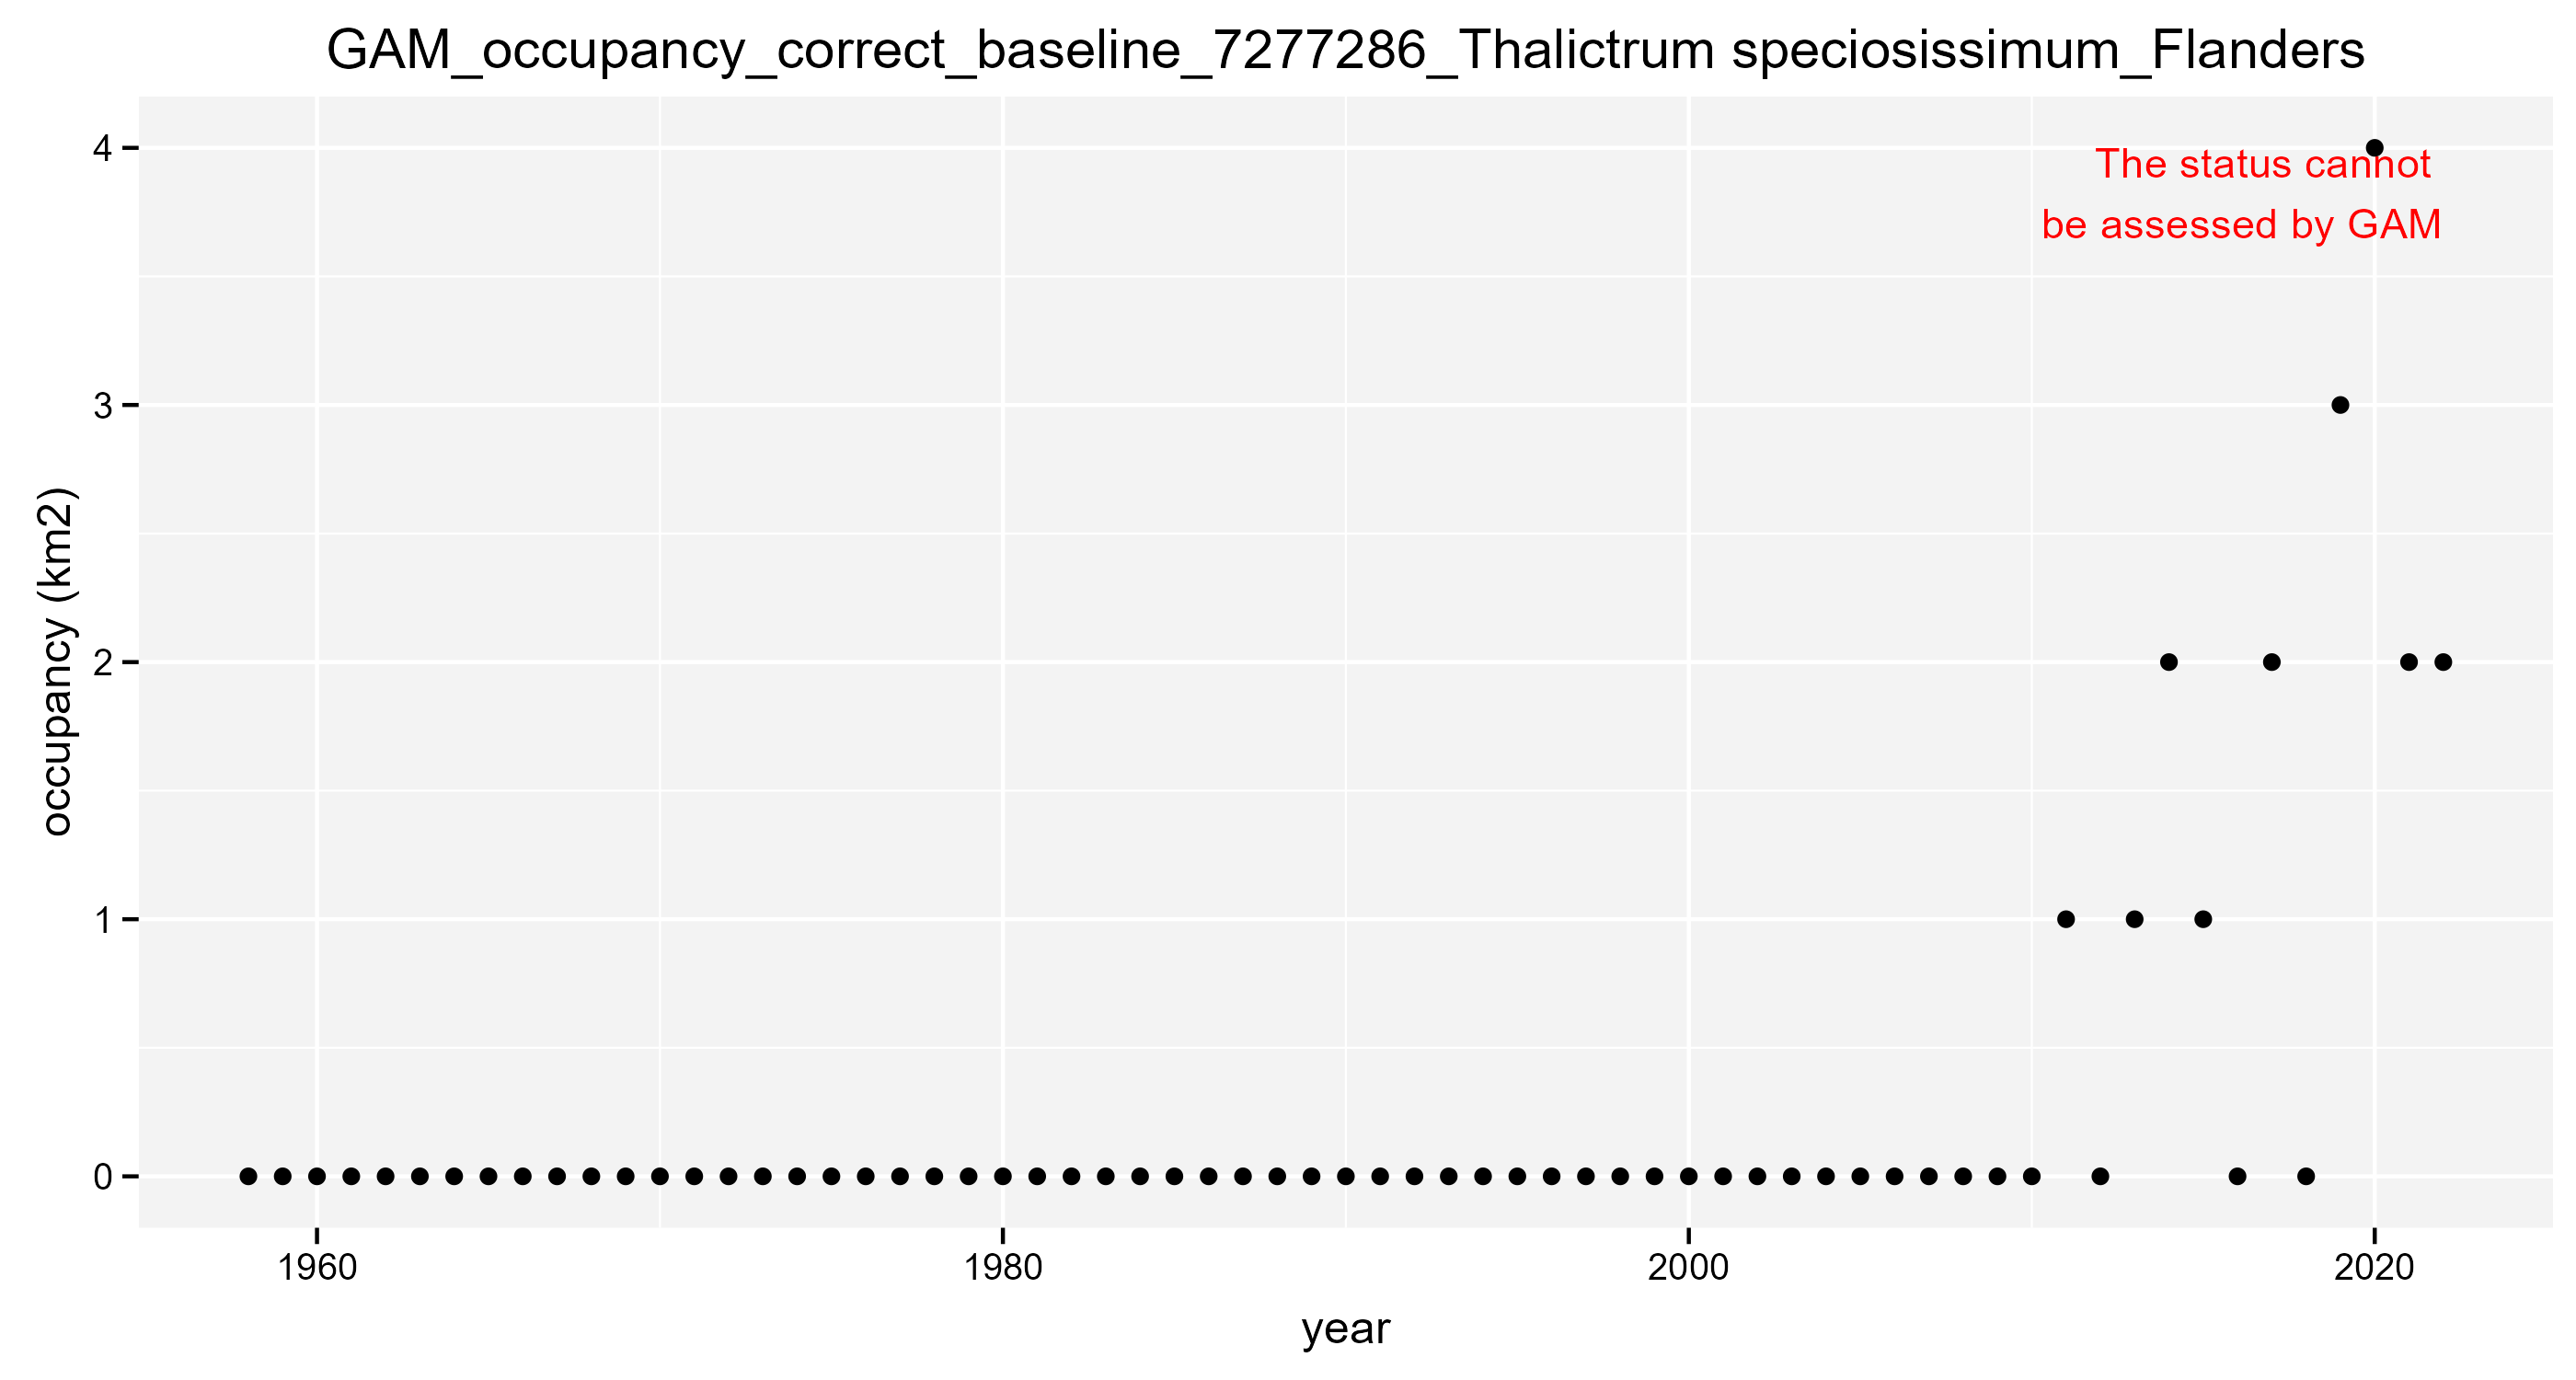 GAM_occupancy_correct_baseline_7277286_Thalictrum speciosissimum_Flanders
4
The status cannot
be assessed by GAM
3
occupancy (km2)
2
1
0
1960
1980
2000
2020
year